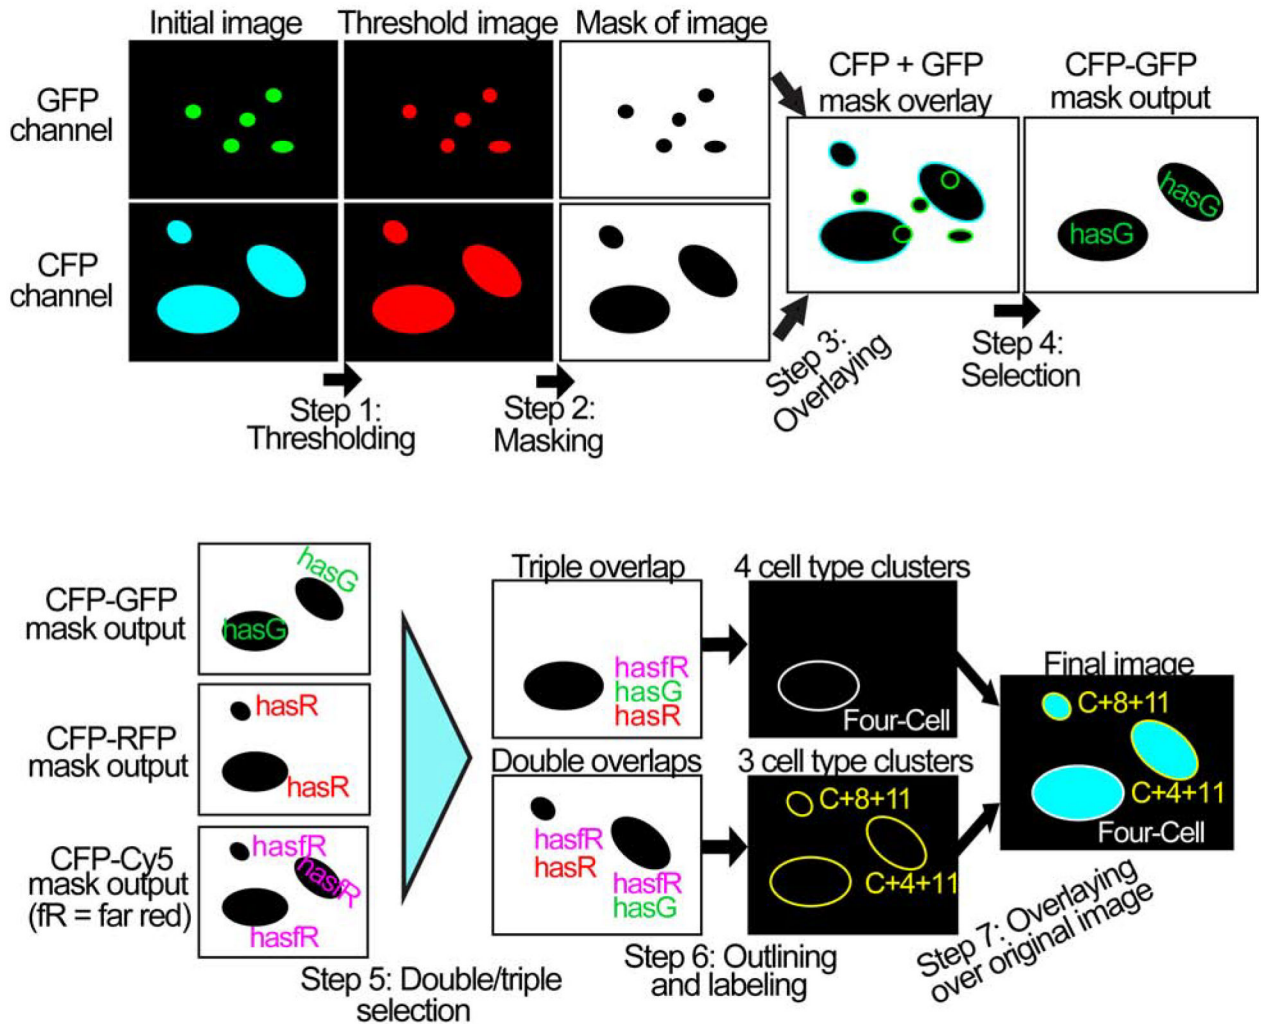 Initial image
Threshold image
Mask of image
GFP
channel
CFP
channel
CFP + GFP
mask overlay
CFP-GFP
mask output
hasG
hasG
Step 1:
Thresholding
Step 2:
Masking
Step 3:
Overlaying
Step 4:
Selection
CFP-GFP
mask output
hasG
hasG
CFP-RFP
mask output
hasR
hasR
CFP-Cy5
mask output
(fR = far red)
hasfR
hasfR
hasfR
Step 5: Double/triple
selection
Triple overlap
hasfR
hasG
hasR
Double overlaps
hasfR
hasR
hasfR
hasG
4 cell type clusters
Four-Cell
3 cell type clusters
C+8+11
C+4+11
Step 6: Outlining
and labeling
Final image
C+8+11
C+4+11
Four-Cell
Step 7: Overlaying
over original image